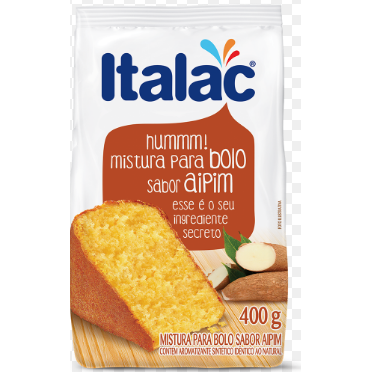 Italac®
hummm!
mistura para bolo
sabor aipim
esse é o seu
ingrediente
secreto
400 g
MISTURA PARA BOLO SABOR AIPIM
CONTÉM AROMATIZANTE SINTÉTICO IDÊNTICO AO NATURAL